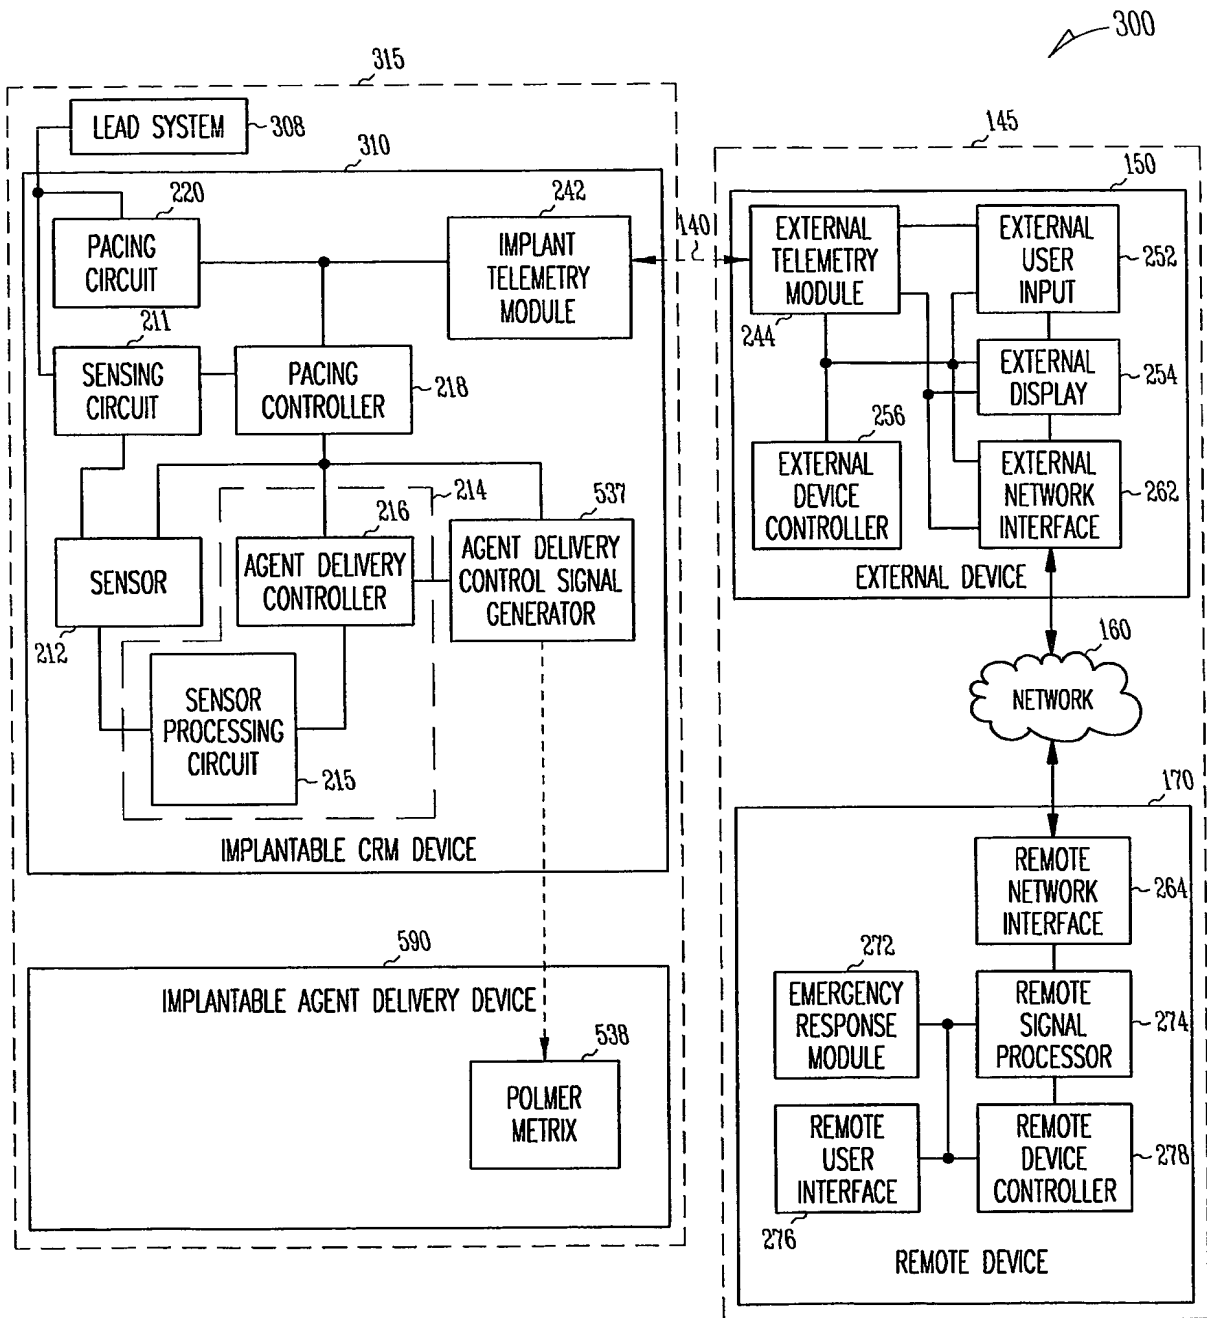 300
315
LEAD SYSTEM
308
310
220
PACING
CIRCUIT
242
IMPLANT
TELEMETRY
MODULE
211
SENSING
CIRCUIT
PACING
CONTROLLER
218
214
216
537
SENSOR
212
AGENT DELIVERY
CONTROLLER
AGENT DELIVERY
CONTROL SIGNAL
GENERATOR
SENSOR
PROCESSING
CIRCUIT
215
IMPLANTABLE CRM DEVICE
590
IMPLANTABLE AGENT DELIVERY DEVICE
538
POLMER
METRIX
140
145
150
EXTERNAL
TELEMETRY
MODULE
244
EXTERNAL
USER
INPUT
252
EXTERNAL
DISPLAY
254
256
EXTERNAL
DEVICE
CONTROLLER
EXTERNAL
NETWORK
INTERFACE
262
EXTERNAL DEVICE
160
NETWORK
170
REMOTE
NETWORK
INTERFACE
264
272
EMERGENCY
RESPONSE
MODULE
REMOTE
SIGNAL
PROCESSOR
274
REMOTE
USER
INTERFACE
276
REMOTE
DEVICE
CONTROLLER
278
REMOTE DEVICE